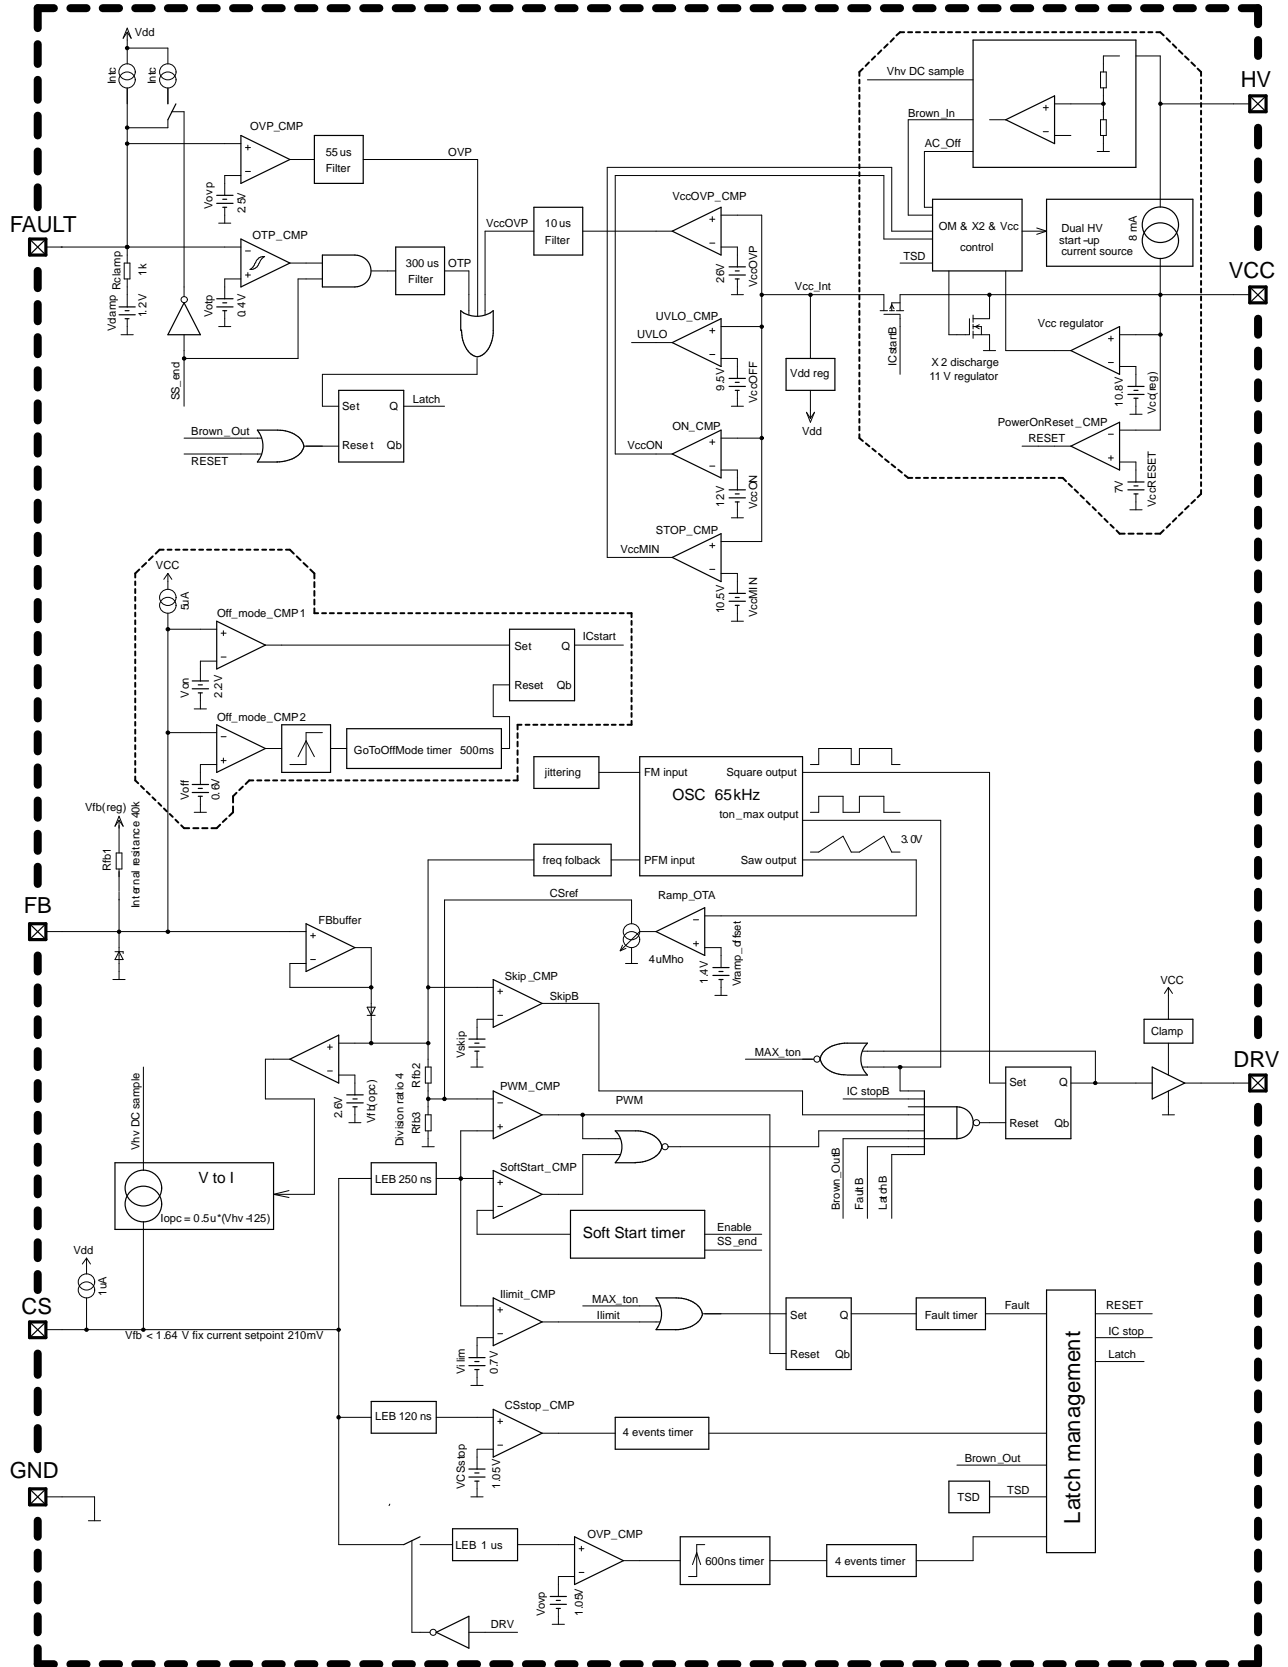 Vdd
Intc
Intc
OVP_CMP
55 us
Filter
OVP
Vovp
2.5V
FAULT
OTP_CMP
300 us
Filter
OTP
Rclamp
1k
Vclamp
1.2V
Votp
0.4V
SS_end
Brown_Out
RESET
Set
Q
Reset
Qb
Latch
VccOVP
10 us
Filter
VccOVP_CMP
26V
VccOVP
UVLO_CMP
UVLO
9.5V
VccOFF
ON_CMP
VccON
12V
VccON
STOP_CMP
VccMIN
10.5V
VccMIN
Vcc_Int
Vdd reg
Vdd
HV
Vhv DC sample
Brown_In
AC_Off
OM & X2 & Vcc
control
TSD
Dual HV
start-up
current source
8 mA
VCC
ICstartB
X2 discharge
11 V regulator
Vcc regulator
10.8V
Vcc(reg)
PowerOnReset_CMP
RESET
7V
VccRESET
VCC
5uA
Off_mode_CMP1
Von
2.2V
Set
Q
Reset
Qb
ICstart
Off_mode_CMP2
GoToOffMode timer 500ms
Voff
0.6V
Vfb(reg)
Rfb1
Internal resitance 40k
FB
FBbuffer
jittering
FM input
Square output
OSC 65kHz
ton_max output
PFM input
Saw output
3.0V
freq folback
CSref
Ramp_OTA
4uMho
1.4V
Vramp_offset
Skip_CMP
SkipB
Vskip
2.6V
Vfb(opc)
Division ratio 4
Rfb2
Rfb3
PWM_CMP
PWM
MAX_ton
IC stopB
Brown_OutB
FaultB
LatchB
Set
Q
Reset
Qb
VCC
Clamp
DRV
Vhv DC sample
V to I
Iopc = 0.5u*(Vhv-125)
LEB 250 ns
SoftStart_CMP
Soft Start timer
Enable
SS_end
Vdd
1uA
CS
Vfb < 1.64 V fix current setpoint 210mV
Ilimit_CMP
MAX_ton
Ilimit
Vilim
0.7V
Set
Q
Reset
Qb
Fault timer
Fault
RESET
IC stop
Latch
Latch management
LEB 120 ns
CSstop_CMP
4 events timer
VCSstop
1.05V
Brown_Out
TSD
TSD
GND
LEB 1 us
OVP_CMP
600ns timer
4 events timer
Vovp
1.05V
DRV